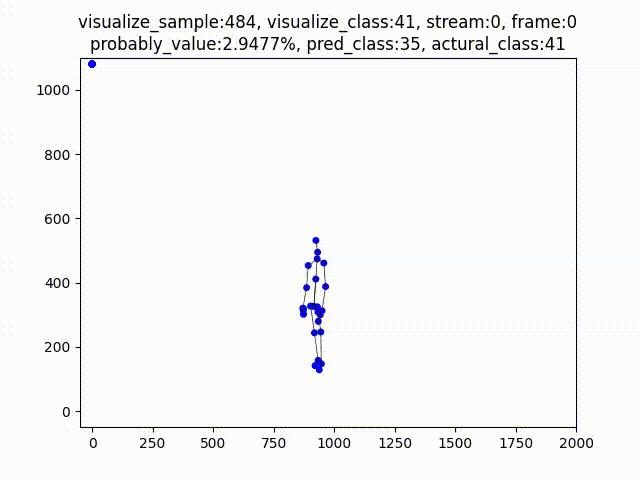 visualize_sample:484, visualize_class:41, stream:0, frame:0
probably_value:2.9477%, pred_class:35, actural_class:41
1000
800
600
400
200
0
0 250 500 750 1000 1250 1500 1750 2000